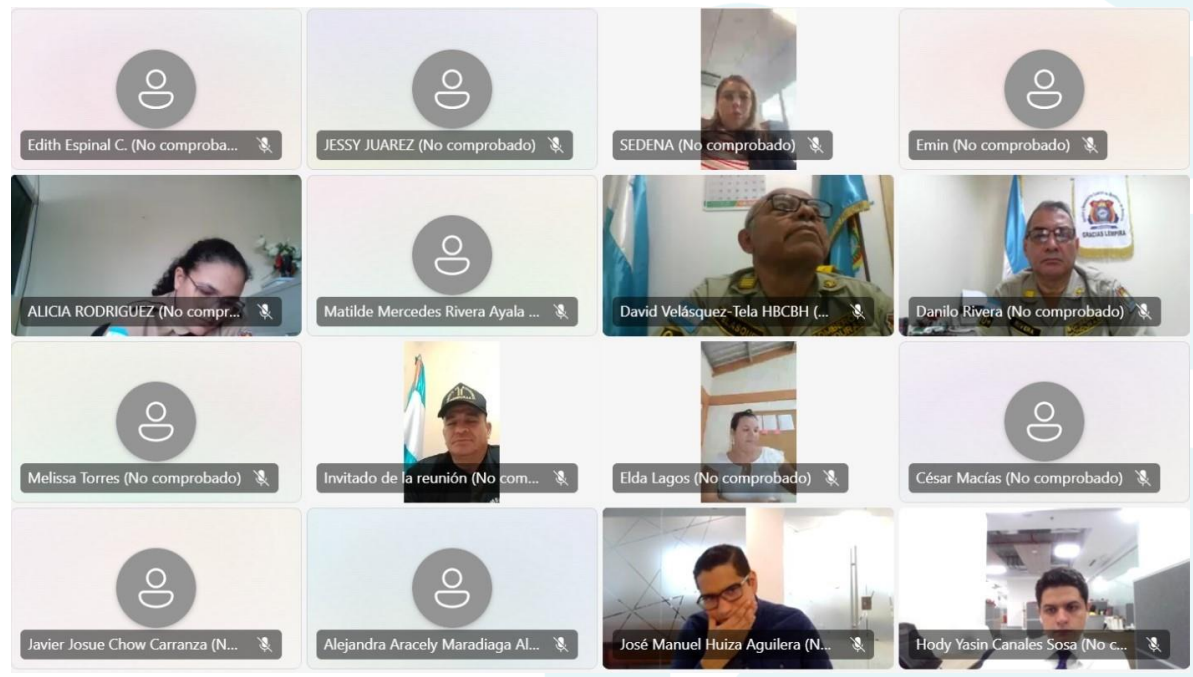 Edith Espinal C. (No comproba...
JESSY JUAREZ (No comprobado)
SEDENA (No comprobado)
Emin (No comprobado)
ALICIA RODRIGUEZ (No compr...
Matilde Mercedes Rivera Ayala ...
David Velásquez-Tela HBCBH (...
GRACIAS LEMPIRA
Danilo Rivera (No comprobado)
Melissa Torres (No comprobado)
Invitado de la reunión (No com...
Elda Lagos (No comprobado)
César Macías (No comprobado)
Javier Josue Chow Carranza (N...
Alejandra Aracely Maradiaga Al...
José Manuel Huiza Aguilera (N...
Hody Yasin Canales Sosa (No c...